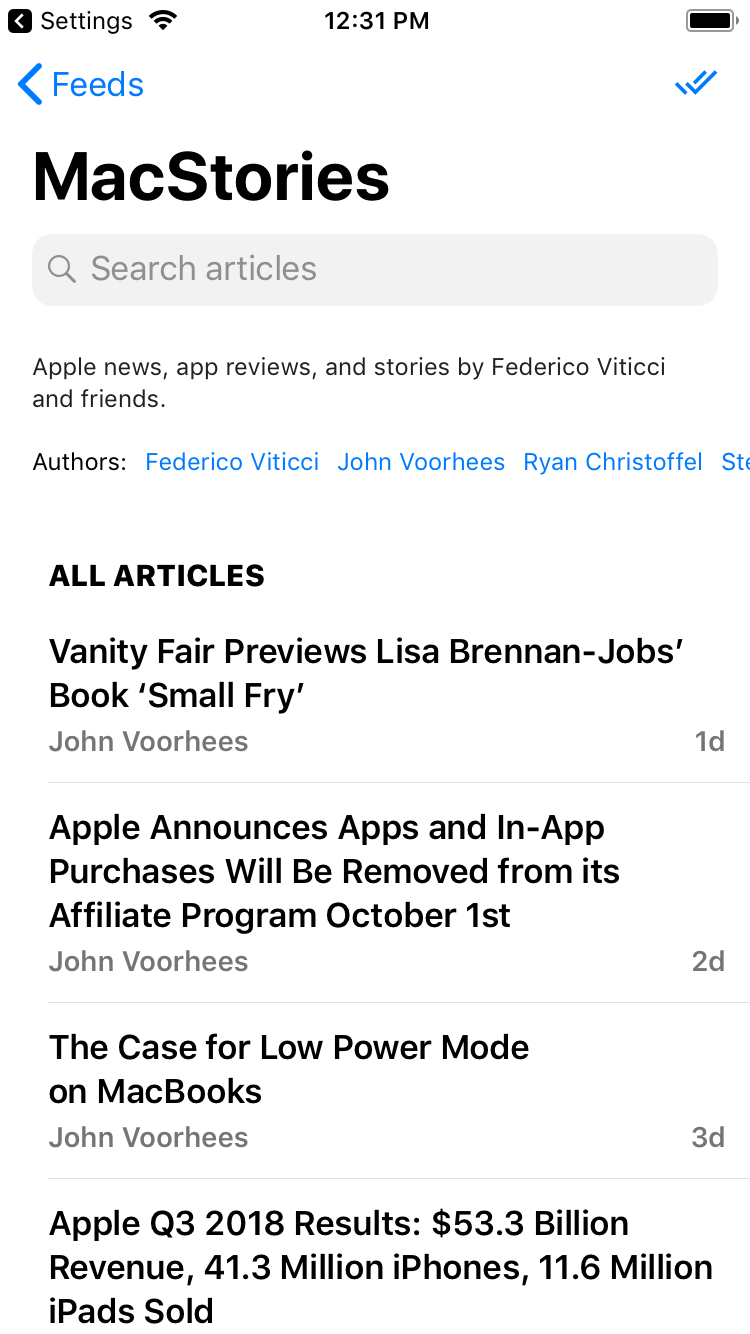 Settings 12:31 PM
Feeds
MacStories
Search articles
Apple news, app reviews, and stories by Federico Viticci
and friends.
Authors: Federico Viticci John Voorhees Ryan Christoffel Ste
ALL ARTICLES
Vanity Fair Previews Lisa Brennan-Jobs’
Book ‘Small Fry’
John Voorhees 1d
Apple Announces Apps and In-App
Purchases Will Be Removed from its
Affiliate Program October 1st
John Voorhees 2d
The Case for Low Power Mode
on MacBooks
John Voorhees 3d
Apple Q3 2018 Results: $53.3 Billion
Revenue, 41.3 Million iPhones, 11.6 Million
iPads Sold